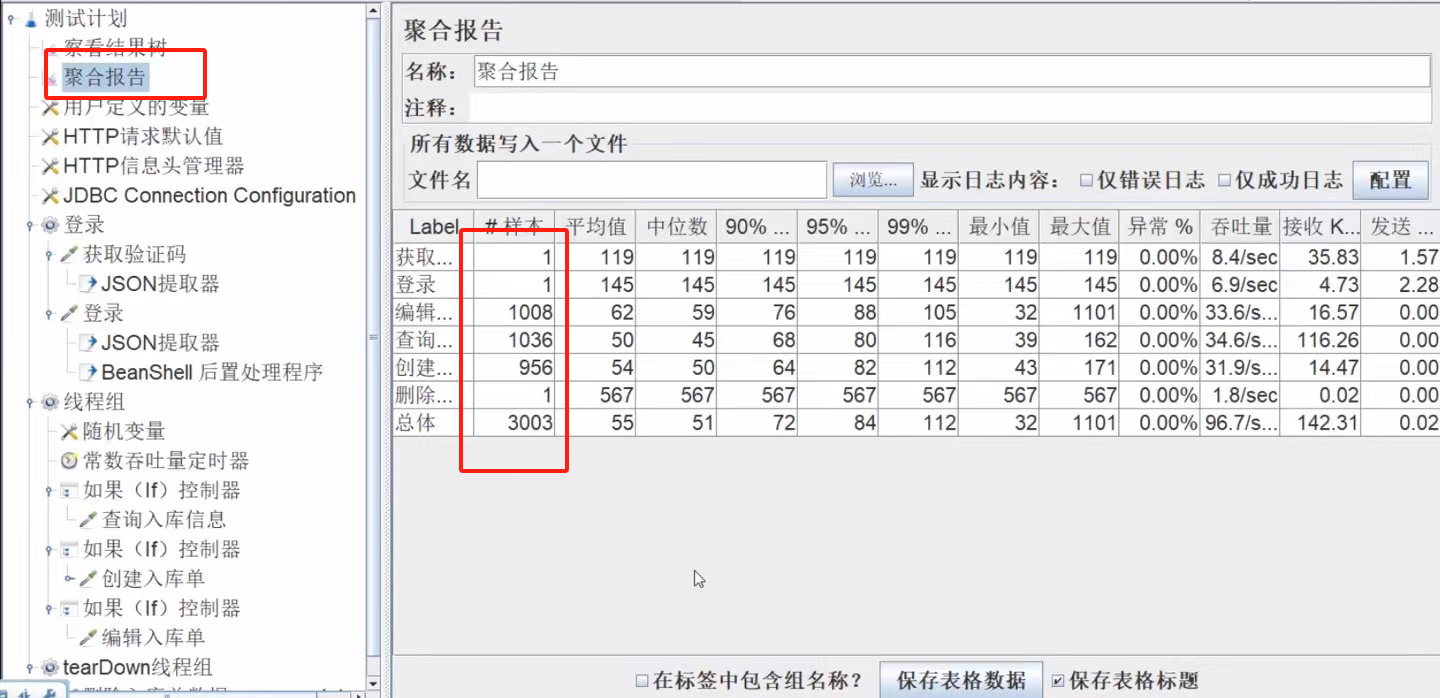 测试计划
察看结果树
聚合报告
用户定义的变量
HTTP请求默认值
HTTP信息头管理器
JDBC Connection Configuration
登录
获取验证码
JSON提取器
登录
JSON提取器
BeanShell 后置处理程序
线程组
随机变量
常数吞吐量定时器
如果（If）控制器
查询入库信息
如果（If）控制器
创建入库单
如果（If）控制器
编辑入库单
tearDown线程组
聚合报告
名称： 聚合报告
注释：
所有数据写入一个文件
文件名 浏览... 显示日志内容： 仅错误日志 仅成功日志 配置
Label # 样本 平均值 中位数 90% ... 95% ... 99% ... 最小值 最大值 异常 % 吞吐量 接收 K... 发送 ...
获取... 1 119 119 119 119 119 119 119 0.00% 8.4/sec 35.83 1.57
登录 1 145 145 145 145 145 145 145 0.00% 6.9/sec 4.73 2.28
编辑... 1008 62 59 76 88 105 32 1101 0.00% 33.6/s... 16.57 0.00
查询... 1036 50 45 68 80 116 39 162 0.00% 34.6/s... 116.26 0.00
创建... 956 54 50 64 82 112 43 171 0.00% 31.9/s... 14.47 0.00
删除... 1 567 567 567 567 567 567 567 0.00% 1.8/sec 0.02 0.00
总体 3003 55 51 72 84 112 32 1101 0.00% 96.7/s... 142.31 0.02
在标签中包含组名称？ 保存表格数据 保存表格标题